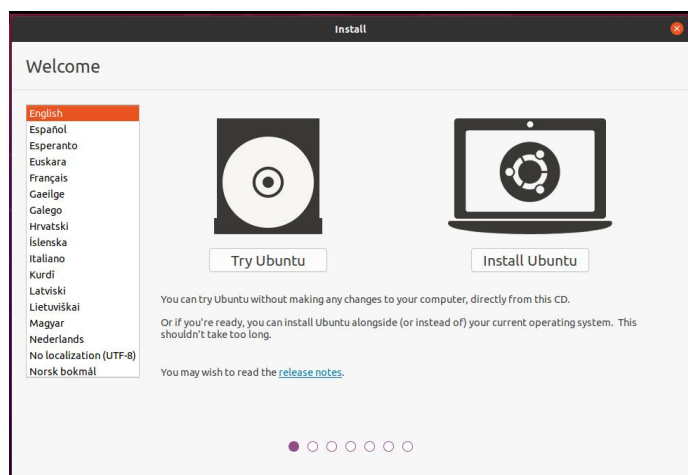 Install
Welcome
English
Español
Esperanto
Euskara
Français
Gaeilge
Galego
Hrvatski
Íslenska
Italiano
Kurdî
Latviski
Lietuviškai
Magyar
Nederlands
No localization (UTF-8)
Norsk bokmål
Try Ubuntu
Install Ubuntu
You can try Ubuntu without making any changes to your computer, directly from this CD.
Or if you're ready, you can install Ubuntu alongside (or instead of) your current operating system. This
shouldn't take too long.
You may wish to read the release notes.